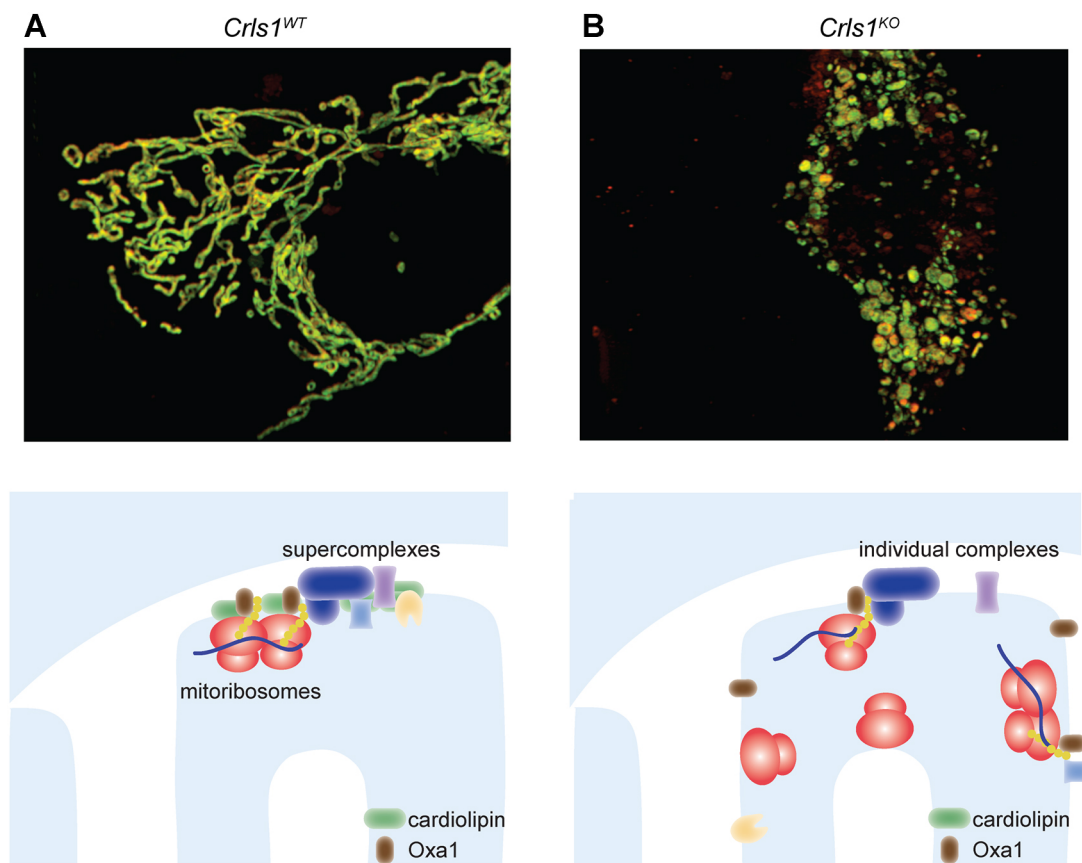 A
Crls1WT
B
Crls1KO
supercomplexes
mitoribosomes
cardiolipin
Oxa1
individual complexes
cardiolipin
Oxa1